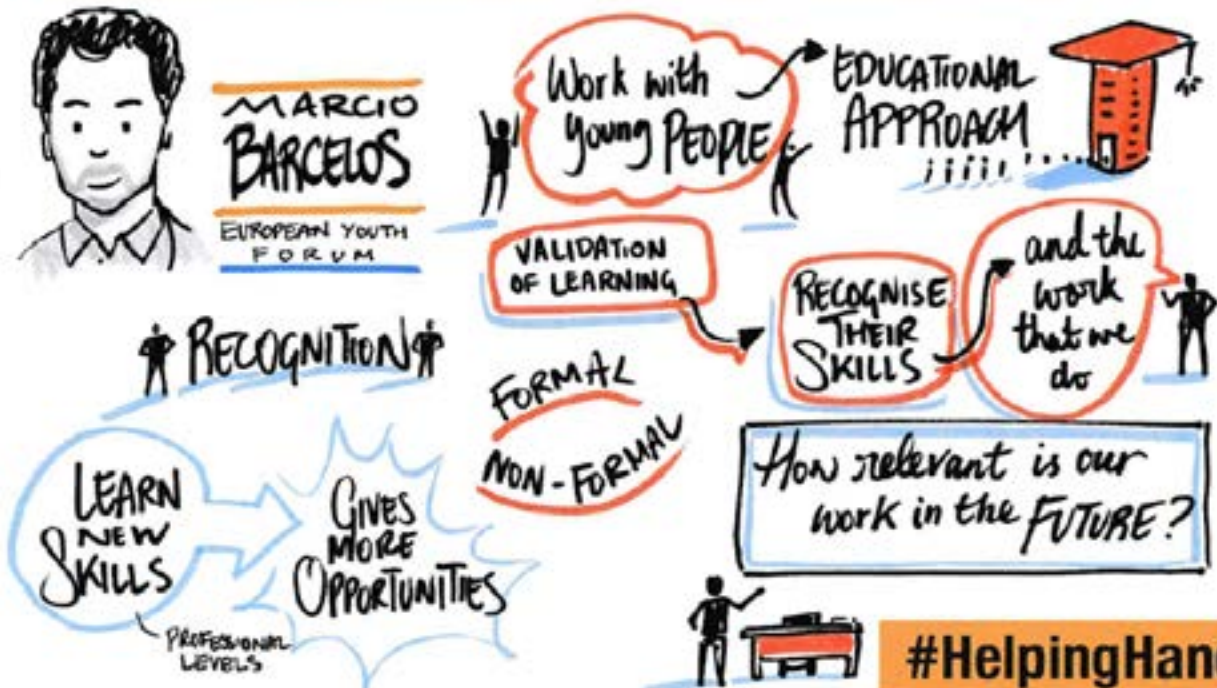 MARCIO
BARCELOS
EUROPEAN YOUTH
FORUM
Work with
young PEOPLE
EDUCATIONAL
APPROACH
VALIDATION
OF LEARNING
RECOGNISE
THEIR
SKILLS
and the
work
that we
do
RECOGNITION
FORMAL
NON-FORMAL
LEARN
NEW
SKILLS
PROFESSIONAL
LEVELS
GIVES
MORE
OPPORTUNITIES
How relevant is our
work in the FUTURE?
#HelpingHan